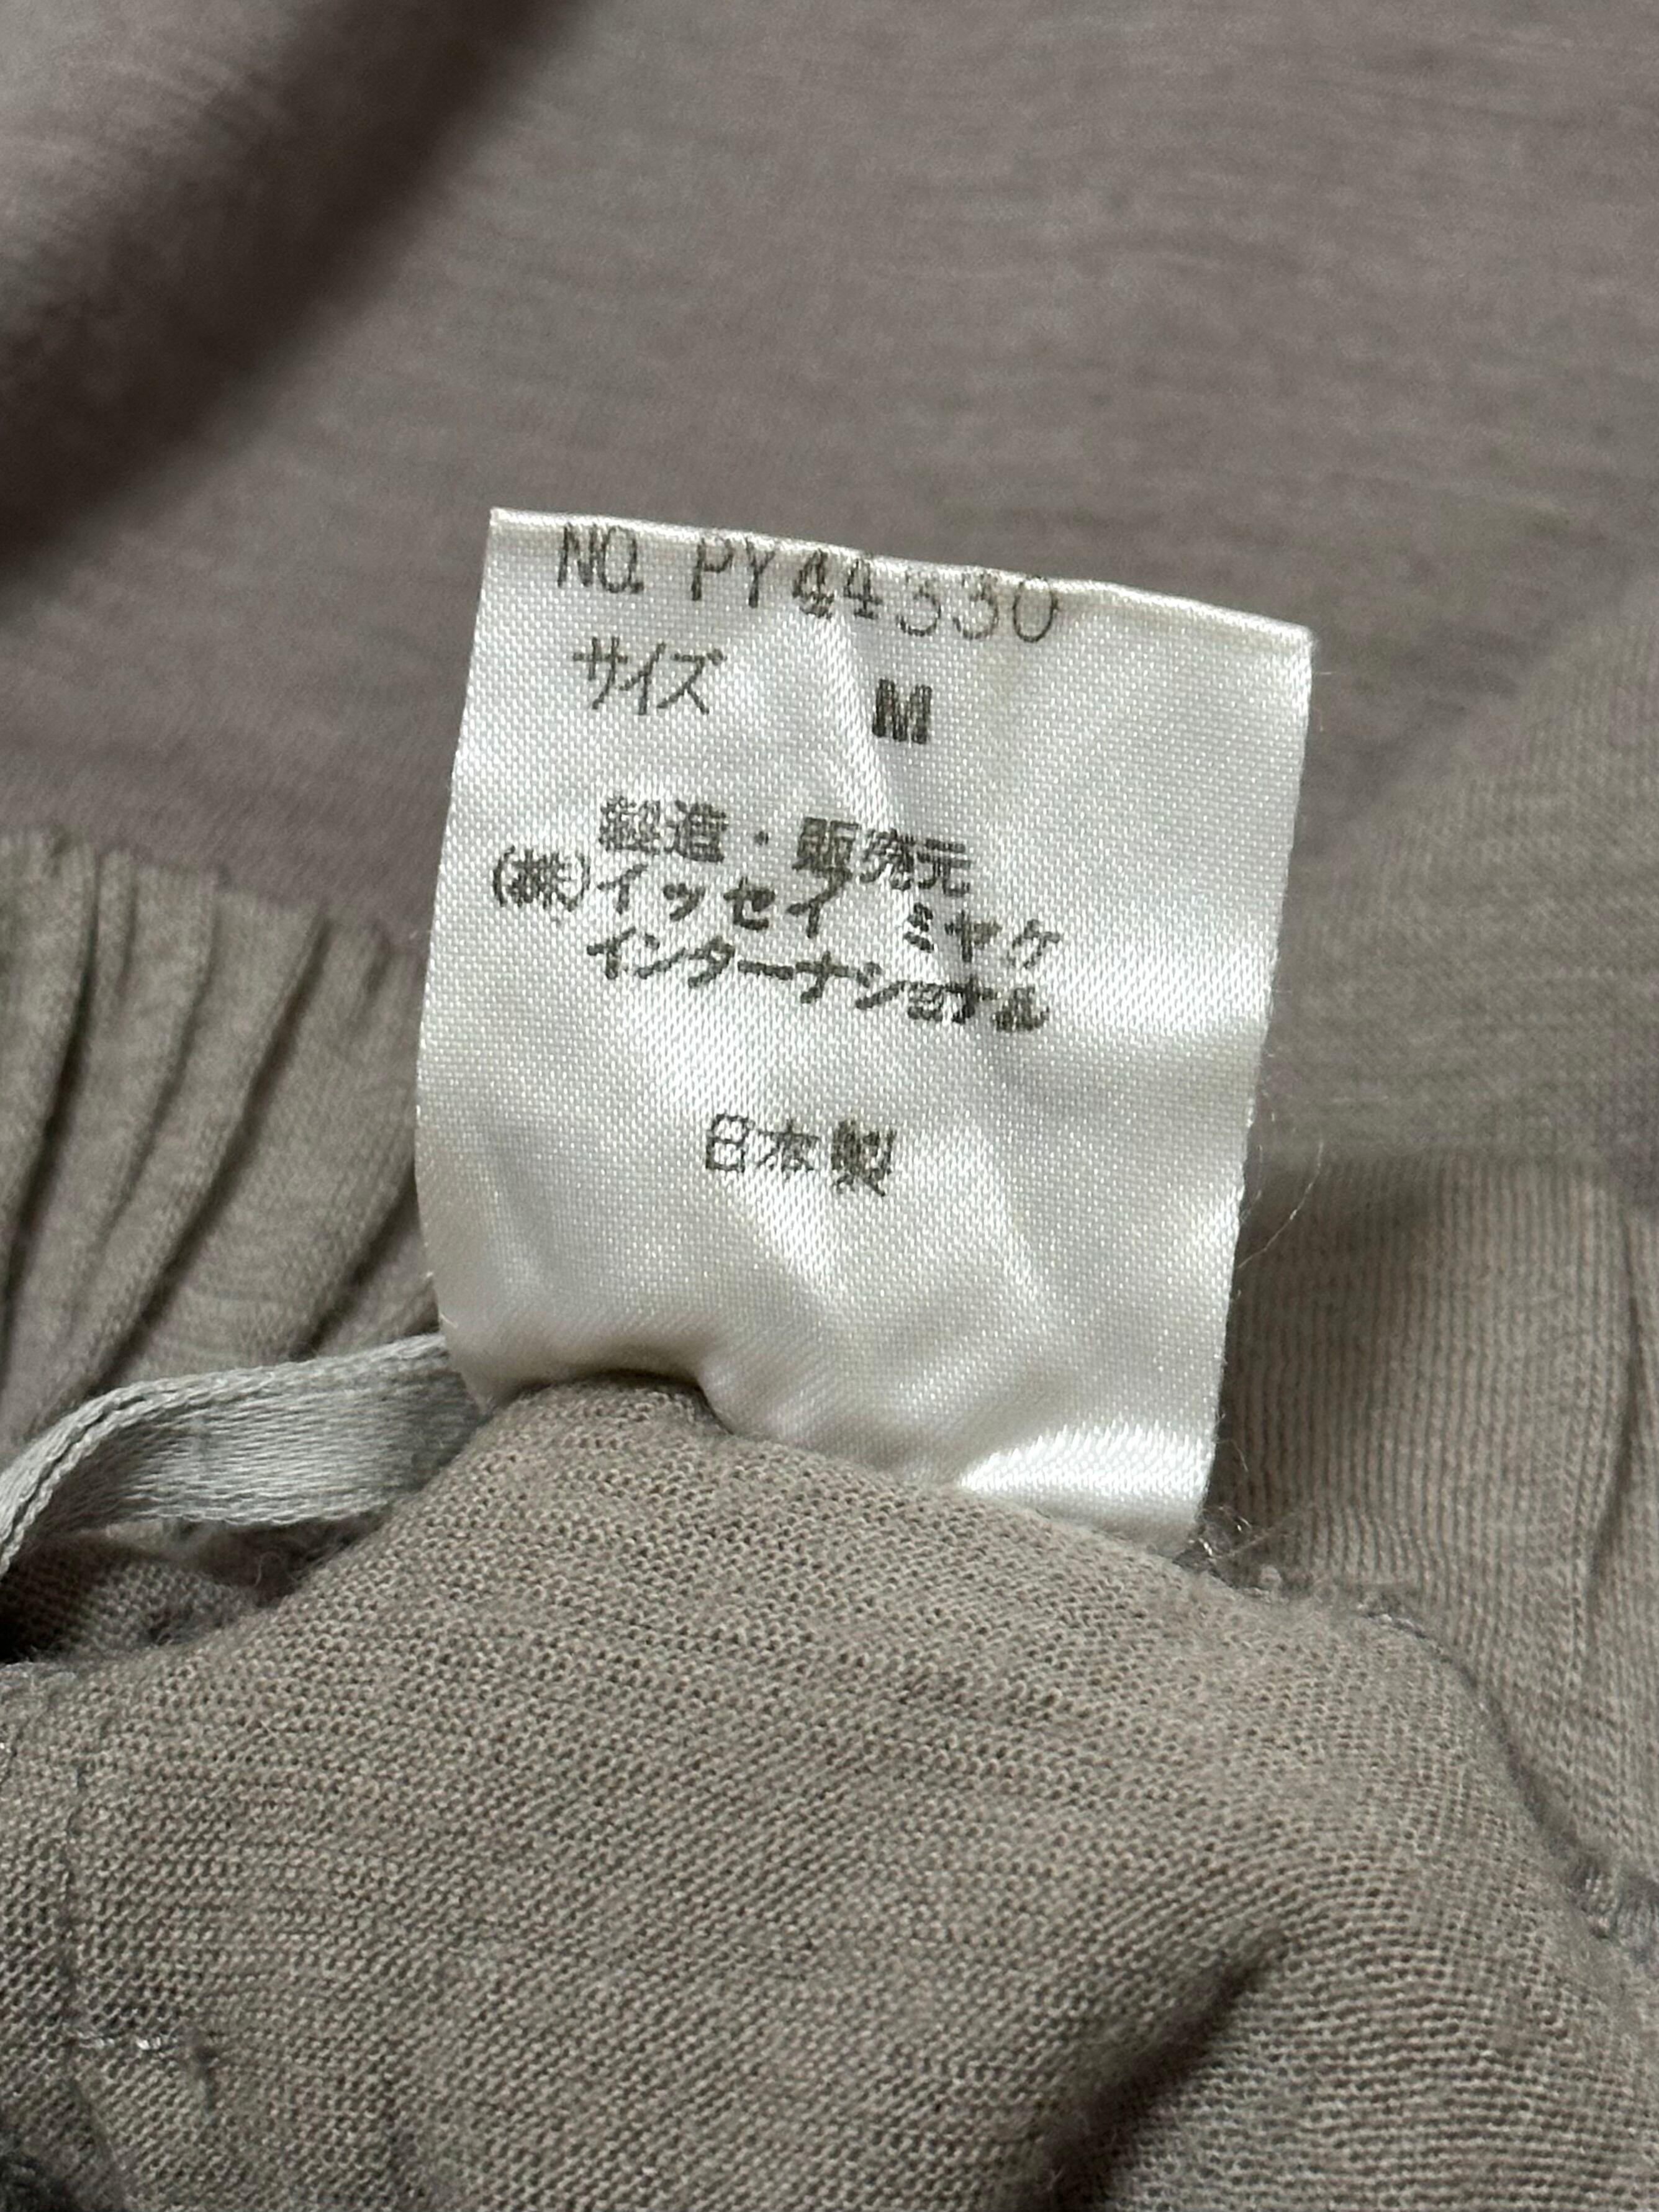 NO. PY44330
サイズ M
製造・販売元
(株)イッセイ ミヤケ
インターナショナル
日本製